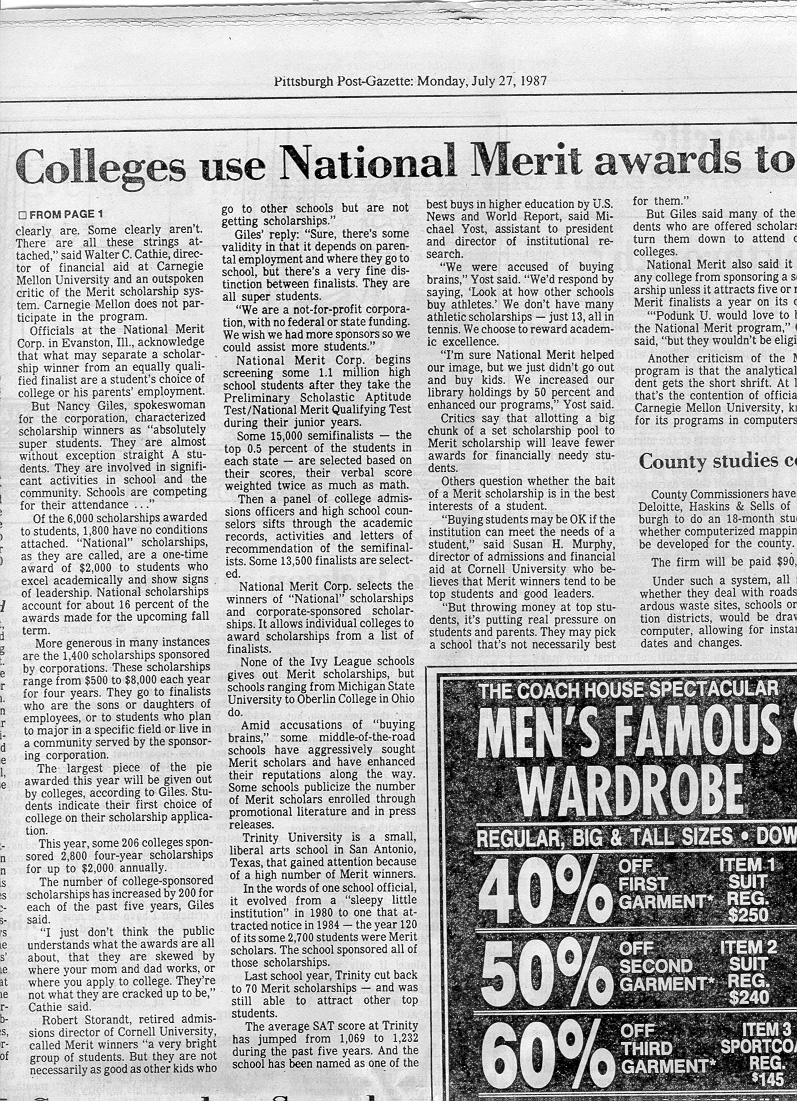 Pittsburgh Post-Gazette: Monday, July 27, 1987
Colleges use National Merit awards to
☐ FROM PAGE 1
clearly are. Some clearly aren't.
There are all these strings at-
tached," said Walter C. Cathie, direc-
tor of financial aid at Carnegie
Mellon University and an outspoken
critic of the Merit scholarship sys-
tem. Carnegie Mellon does not par-
ticipate in the program.
Officials at the National Merit
Corp. in Evanston, Ill., acknowledge
that what may separate a scholar-
ship winner from an equally quali-
fied finalist are a student's choice of
college or his parents' employment.
But Nancy Giles, spokeswoman
for the corporation, characterized
scholarship winners as "absolutely
super students. They are almost
without exception straight A stu-
dents. They are involved in signifi-
cant activities in school and the
community. Schools are competing
for their attendance . . ."
Of the 6,000 scholarships awarded
to students, 1,800 have no conditions
attached. "National" scholarships,
as they are called, are a one-time
award of $2,000 to students who
excel academically and show signs
of leadership. National scholarships
account for about 16 percent of the
awards made for the upcoming fall
term.
More generous in many instances
are the 1,400 scholarships sponsored
by corporations. These scholarships
range from $500 to $8,000 each year
for four years. They go to finalists
who are the sons or daughters of
employees, or to students who plan
to major in a specific field or live in
a community served by the sponsor-
ing corporation.
The largest piece of the pie
awarded this year will be given out
by colleges, according to Giles. Stu-
dents indicate their first choice of
college on their scholarship applica-
tion.
This year, some 206 colleges spon-
sored 2,800 four-year scholarships
for up to $2,000 annually.
The number of college-sponsored
scholarships has increased by 200 for
each of the past five years, Giles
said.
"I just don't think the public
understands what the awards are all
about, that they are skewed by
where your mom and dad works, or
where you apply to college. They're
not what they are cracked up to be,"
Cathie said.
Robert Storandt, retired admis-
sions director of Cornell University,
called Merit winners "a very bright
group of students. But they are not
necessarily as good as other kids who
go to other schools but are not
getting scholarships."
Giles' reply: "Sure, there's some
validity in that it depends on paren-
tal employment and where they go to
school, but there's a very fine dis-
tinction between finalists. They are
all super students.
"We are a not-for-profit corpora-
tion, with no federal or state funding.
We wish we had more sponsors so we
could assist more students."
National Merit Corp. begins
screening some 1.1 million high
school students after they take the
Preliminary Scholastic Aptitude
Test/National Merit Qualifying Test
during their junior years.
Some 15,000 semifinalists — the
top 0.5 percent of the students in
each state — are selected based on
their scores, their verbal score
weighted twice as much as math.
Then a panel of college admis-
sions officers and high school coun-
selors sifts through the academic
records, activities and letters of
recommendation of the semifinal-
ists. Some 13,500 finalists are select-
ed.
National Merit Corp. selects the
winners of "National" scholarships
and corporate-sponsored scholar-
ships. It allows individual colleges to
award scholarships from a list of
finalists.
None of the Ivy League schools
gives out Merit scholarships, but
schools ranging from Michigan State
University to Oberlin College in Ohio
do.
Amid accusations of "buying
brains," some middle-of-the-road
schools have aggressively sought
Merit scholars and have enhanced
their reputations along the way.
Some schools publicize the number
of Merit scholars enrolled through
promotional literature and in press
releases.
Trinity University is a small,
liberal arts school in San Antonio,
Texas, that gained attention because
of a high number of Merit winners.
In the words of one school official,
it evolved from a "sleepy little
institution" in 1980 to one that at-
tracted notice in 1984 — the year 120
of its some 2,700 students were Merit
scholars. The school sponsored all of
those scholarships.
Last school year, Trinity cut back
to 70 Merit scholarships — and was
still able to attract other top
students.
The average SAT score at Trinity
has jumped from 1,069 to 1,232
during the past five years. And the
school has been named as one of the
best buys in higher education by U.S.
News and World Report, said Mi-
chael Yost, assistant to president
and director of institutional re-
search.
"We were accused of buying
brains," Yost said. "We'd respond by
saying, 'Look at how other schools
buy athletes.' We don't have many
athletic scholarships — just 13, all in
tennis. We choose to reward academ-
ic excellence.
"I'm sure National Merit helped
our image, but we just didn't go out
and buy kids. We increased our
library holdings by 50 percent and
enhanced our programs," Yost said.
Critics say that allotting a big
chunk of a set scholarship pool to
Merit scholarship will leave fewer
awards for financially needy stu-
dents.
Others question whether the bait
of a Merit scholarship is in the best
interests of a student.
"Buying students may be OK if the
institution can meet the needs of a
student," said Susan H. Murphy,
director of admissions and financial
aid at Cornell University who be-
lieves that Merit winners tend to be
top students and good leaders.
"But throwing money at top stu-
dents, it's putting real pressure on
students and parents. They may pick
a school that's not necessarily best
for them."
But Giles said many of the
dents who are offered scholars
turn them down to attend
colleges.
National Merit also said it
any college from sponsoring a
arship unless it attracts five or
Merit finalists a year on its
"'Podunk U. would love to
the National Merit program,"
said, "but they wouldn't be eligi
Another criticism of the
program is that the analytical
dent gets the short shrift. At
that's the contention of officia
Carnegie Mellon University,
for its programs in computers
County studies
County Commissioners have
Deloitte, Haskins & Sells of
burgh to do an 18-month
whether computerized mappin
be developed for the county.
The firm will be paid $90,
Under such a system, all
whether they deal with roads
ardous waste sites, schools or
tion districts, would be
computer, allowing for instan
dates and changes.
THE COACH HOUSE SPECTACULAR
MEN'S FAMOUS
WARDROBE
REGULAR, BIG & TALL SIZES • DOW
40% OFF FIRST GARMENT* ITEM 1 SUIT REG. $250
50% OFF SECOND GARMENT* ITEM 2 SUIT REG. $240
60% OFF THIRD GARMENT* ITEM 3 SPORTCOA REG. $145